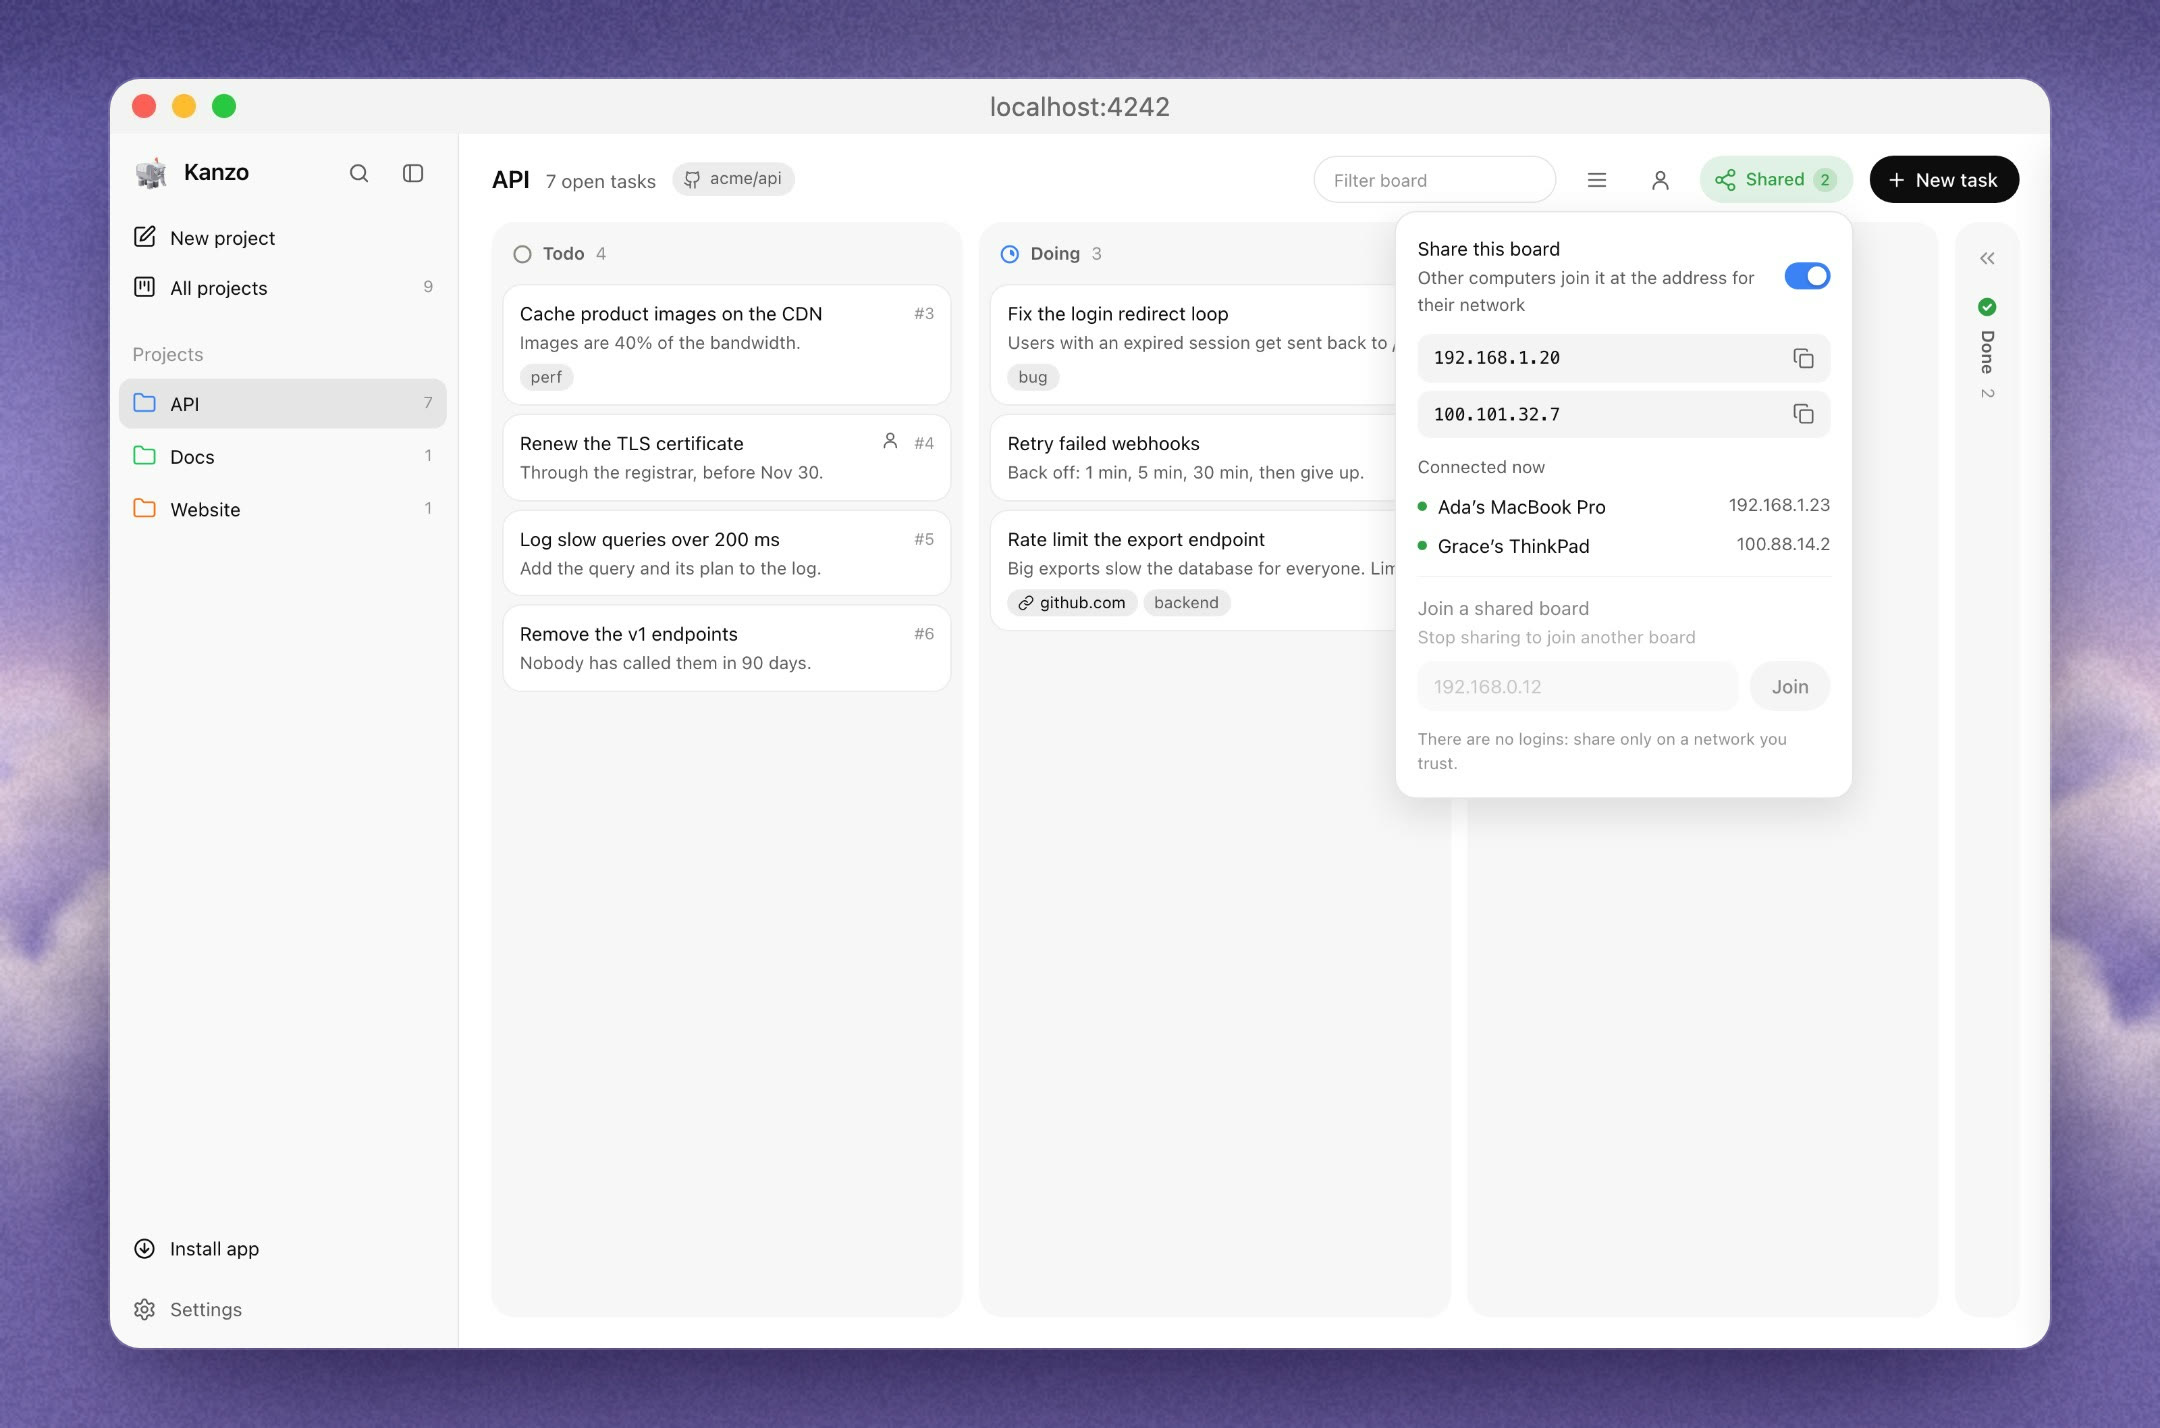 localhost:4242
Kanzo
New project
All projects 9
Projects
API 7
Docs 1
Website 1
Install app
Settings
API 7 open tasks acme/api
Filter board
Shared 2
New task
Todo 4
Cache product images on the CDN #3
Images are 40% of the bandwidth.
perf
Renew the TLS certificate #4
Through the registrar, before Nov 30.
Log slow queries over 200 ms #5
Add the query and its plan to the log.
Remove the v1 endpoints #6
Nobody has called them in 90 days.
Doing 3
Fix the login redirect loop
Users with an expired session get sent back to /
bug
Retry failed webhooks
Back off: 1 min, 5 min, 30 min, then give up.
Rate limit the export endpoint
Big exports slow the database for everyone. Lim
github.com backend
Share this board
Other computers join it at the address for
their network
192.168.1.20
100.101.32.7
Connected now
Ada’s MacBook Pro 192.168.1.23
Grace’s ThinkPad 100.88.14.2
Join a shared board
Stop sharing to join another board
192.168.0.12 Join
There are no logins: share only on a network you
trust.
Done 2